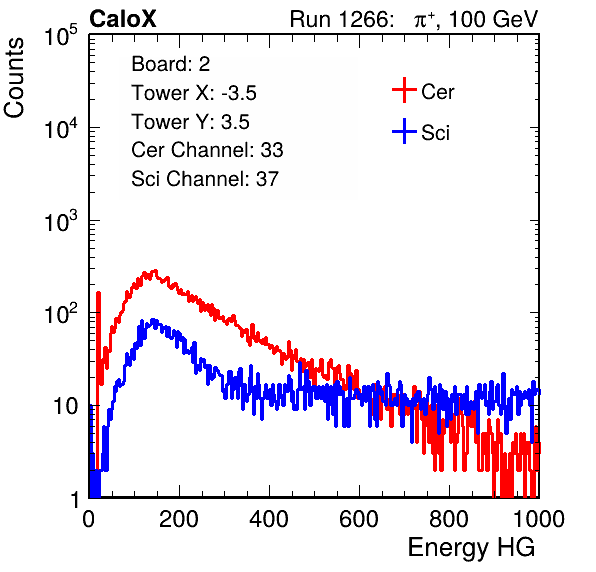 CaloX Run 1266: π⁺, 100 GeV
Counts
10⁵
10⁴
10³
10²
10
1
Board: 2
Tower X: -3.5
Tower Y: 3.5
Cer Channel: 33
Sci Channel: 37
Cer
Sci
0 200 400 600 800 1000
Energy HG